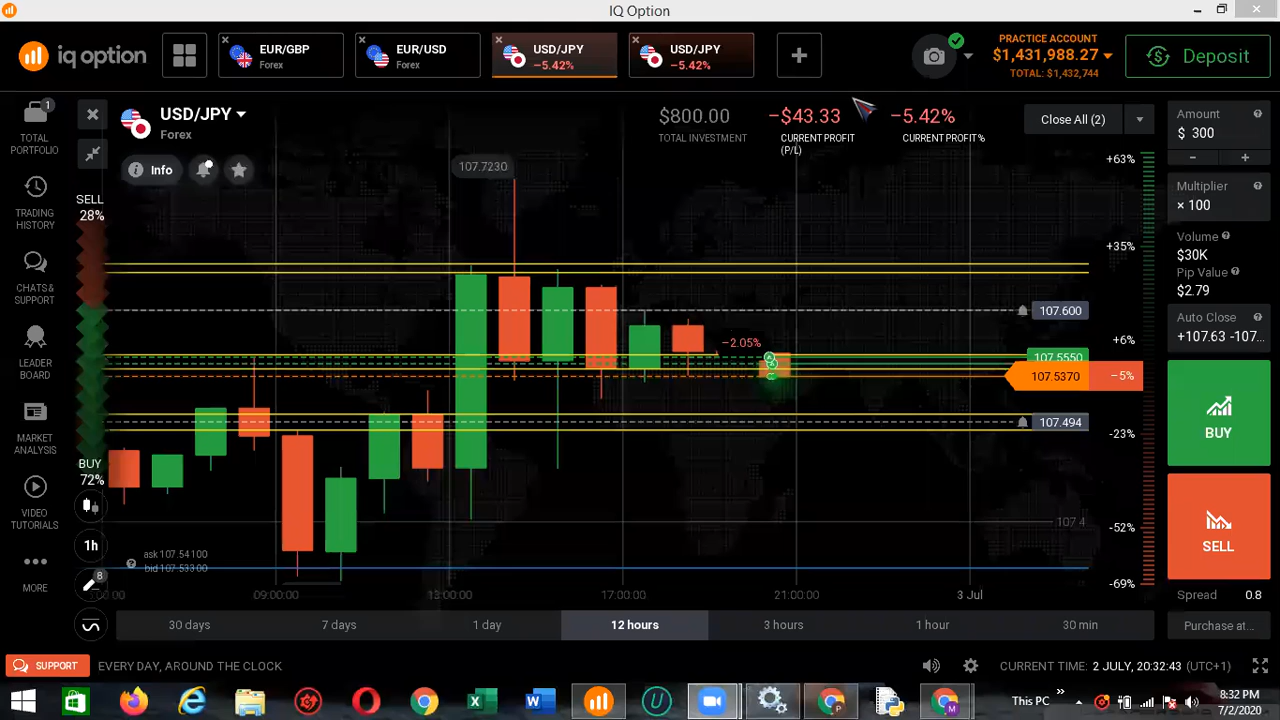 IQ Option
iq option
EUR/GBP
Forex
EUR/USD
Forex
USD/JPY
−5.42%
USD/JPY
−5.42%
PRACTICE ACCOUNT
$1,431,988.27
TOTAL: $1,432,744
Deposit
1
TOTAL
PORTFOLIO
TRADING
HISTORY
CHATS &
SUPPORT
LEADER
BOARD
MARKET
ANALYSIS
VIDEO
TUTORIALS
MORE
USD/JPY
Forex
Info
$800.00
TOTAL INVESTMENT
−$43.33
CURRENT PROFIT
(P/L)
−5.42%
CURRENT PROFIT%
Close All (2)
SELL
28%
BUY
72%
1h
8
107.7230
−2.05%
107.600
107.5550
107.5370
107.494
107.4
+63%
+35%
+6%
−5%
−23%
−52%
−69%
ask 107.54100
bid 107.53300
09:00:00
13:00:00
17:00:00
21:00:00
3 Jul
30 days
7 days
1 day
12 hours
3 hours
1 hour
30 min
Amount
$ 300
Multiplier
× 100
Volume
$30K
Pip Value
$2.79
Auto Close
+107.63 -107...
BUY
SELL
Spread 0.8
Purchase at...
SUPPORT
EVERY DAY, AROUND THE CLOCK
CURRENT TIME: 2 JULY, 20:32:43 (UTC+1)
This PC
8:32 PM
7/2/2020